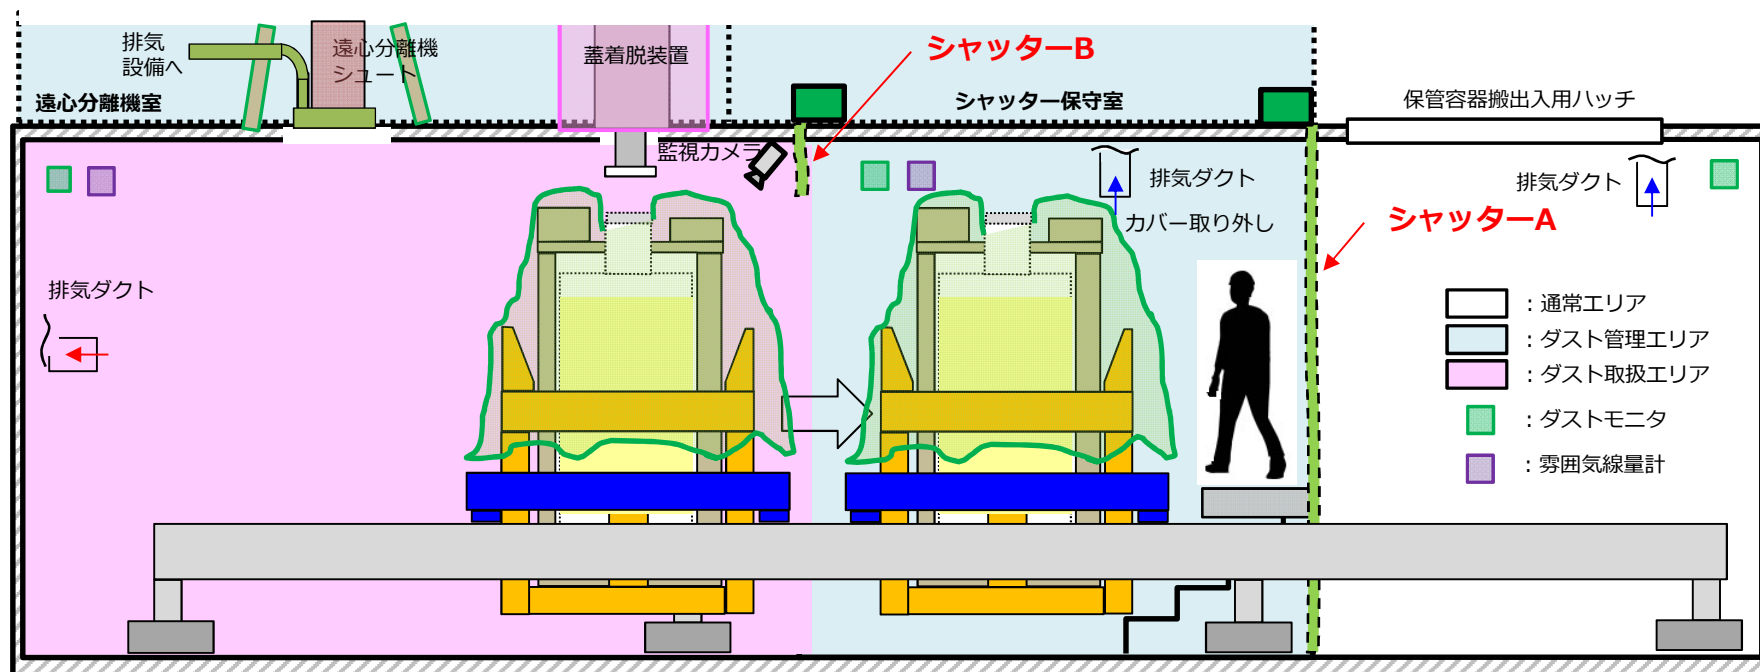 排気
設備へ
遠心分離機
シュート
遠心分離機室
蓋着脱装置
シャッターB
シャッター保守室
保管容器搬出入用ハッチ
監視カメラ
排気ダクト
カバー取り外し
排気ダクト
シャッターA
排気ダクト
：通常エリア
：ダスト管理エリア
：ダスト取扱エリア
：ダストモニタ
：雰囲気線量計